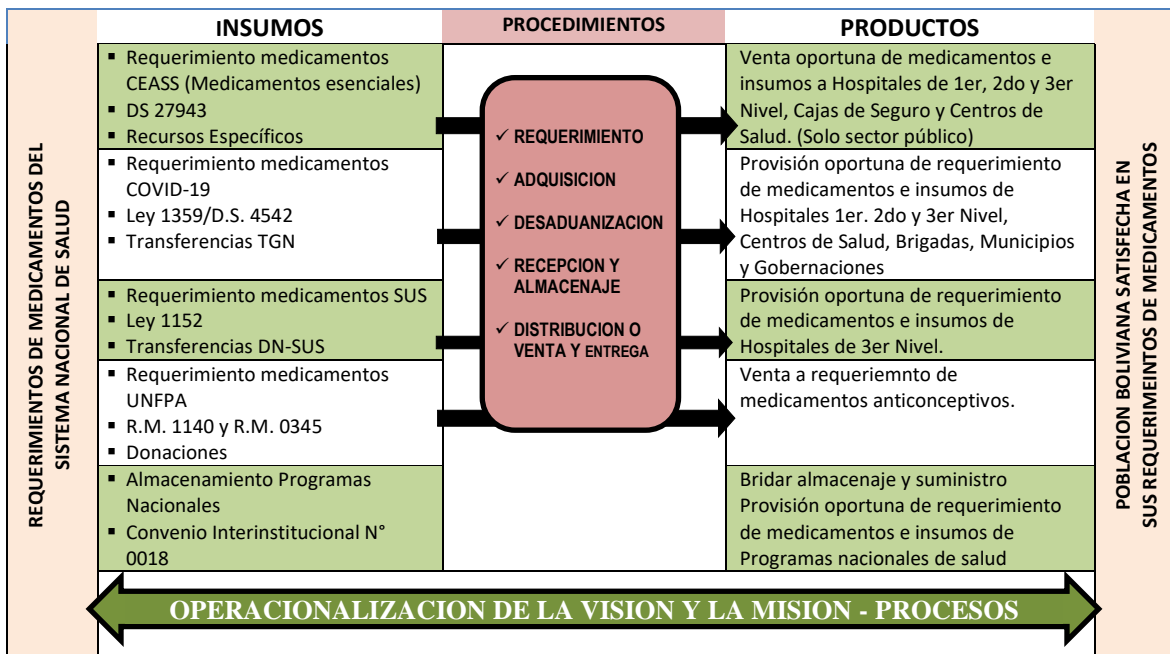 REQUERIMIENTOS DE MEDICAMENTOS DEL
SISTEMA NACIONAL DE SALUD
INSUMOS
▪ Requerimiento medicamentos
CEASS (Medicamentos esenciales)
▪ DS 27943
▪ Recursos Específicos
▪ Requerimiento medicamentos
COVID-19
▪ Ley 1359/D.S. 4542
▪ Transferencias TGN
▪ Requerimiento medicamentos SUS
▪ Ley 1152
▪ Transferencias DN-SUS
▪ Requerimiento medicamentos
UNFPA
▪ R.M. 1140 y R.M. 0345
▪ Donaciones
▪ Almacenamiento Programas
Nacionales
▪ Convenio Interinstitucional N°
0018
PROCEDIMIENTOS
✓ REQUERIMIENTO
✓ ADQUISICION
✓ DESADUANIZACION
✓ RECEPCION Y
ALMACENAJE
✓ DISTRIBUCION O
VENTA Y ENTREGA
PRODUCTOS
Venta oportuna de medicamentos e
insumos a Hospitales de 1er, 2do y 3er
Nivel, Cajas de Seguro y Centros de
Salud. (Solo sector público)
Provisión oportuna de requerimiento
de medicamentos e insumos de
Hospitales 1er. 2do y 3er Nivel,
Centros de Salud, Brigadas, Municipios
y Gobernaciones
Provisión oportuna de requerimiento
de medicamentos e insumos de
Hospitales de 3er Nivel.
Venta a requeriemnto de
medicamentos anticonceptivos.
Bridar almacenaje y suministro
Provisión oportuna de requerimiento
de medicamentos e insumos de
Programas nacionales de salud
POBLACION BOLIVIANA SATISFECHA EN
SUS REQUERIMEINTOS DE MEDICAMENTOS
OPERACIONALIZACION DE LA VISION Y LA MISION - PROCESOS